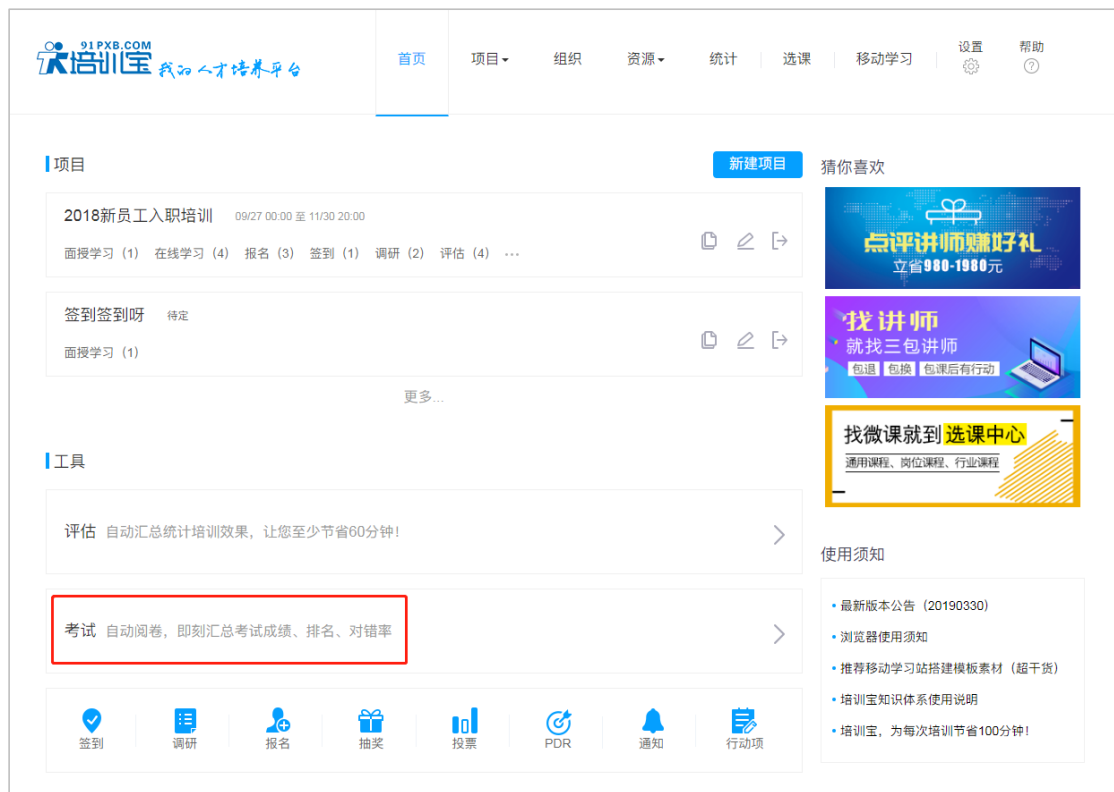 91PXB.COM
培训宝 我的人才培养平台
首页 项目 组织 资源 统计 选课 移动学习 设置 帮助
项目
新建项目
2018新员工入职培训 09/27 00:00 至 11/30 20:00
面授学习（1） 在线学习（4） 报名（3） 签到（1） 调研（2） 评估（4） ...
签到签到呀 待定
面授学习（1）
更多...
工具
评估 自动汇总统计培训效果，让您至少节省60分钟！
考试 自动阅卷，即刻汇总考试成绩、排名、对错率
签到 调研 报名 抽奖 投票 PDR 通知 行动项
猜你喜欢
点评讲师赚好礼
立省980-1980元
找讲师
就找三包讲师
包退 包换 包课后有行动
找微课就到 选课中心
通用课程、岗位课程、行业课程
使用须知
• 最新版本公告（20190330）
• 浏览器使用须知
• 推荐移动学习站搭建模板素材（超干货）
• 培训宝知识体系使用说明
• 培训宝，为每次培训节省100分钟！